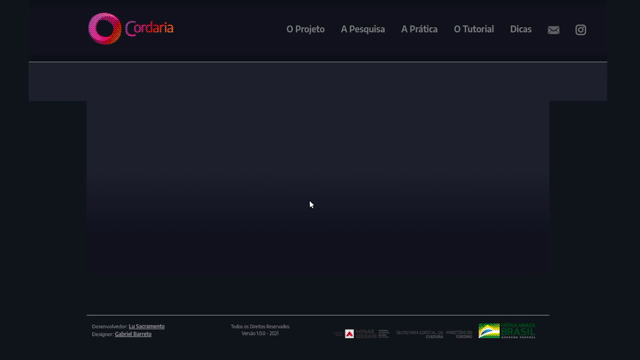 Cordaria
O Projeto
A Pesquisa
A Prática
O Tutorial
Dicas
Desenvolvedor: Lu Sacramento
Designer: Gabriel Barreto
Todos os Direitos Reservados
Versão 1.0.0 - 2021
SECRETARIA ESPECIAL DA
CULTURA
MINISTÉRIO DO
TURISMO
PÁTRIA AMADA
BRASIL
GOVERNO FEDERAL